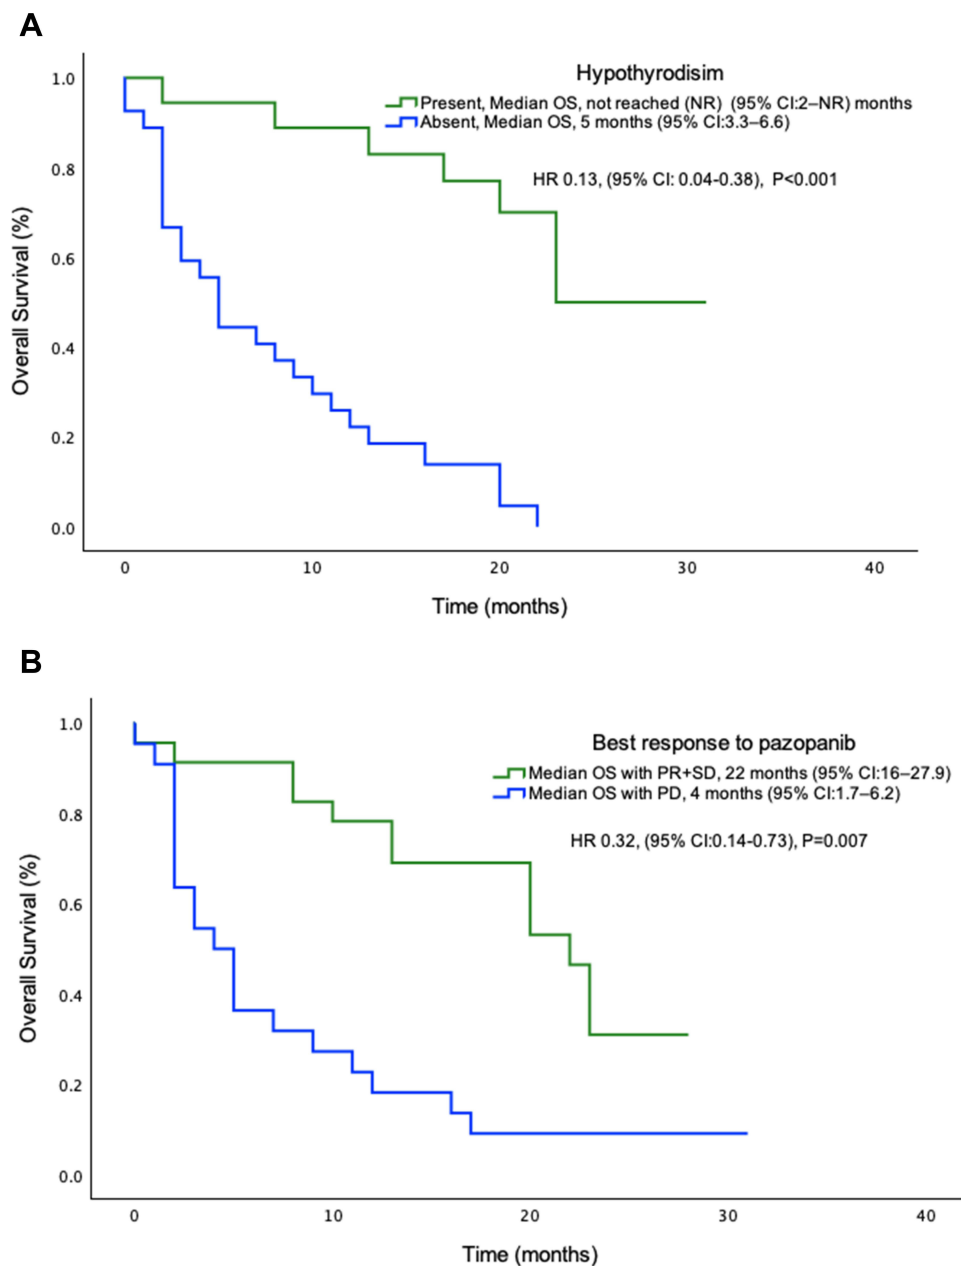 A
Hypothyrodisim
Present, Median OS, not reached (NR) (95% CI:2–NR) months
Absent, Median OS, 5 months (95% CI:3.3–6.6)
HR 0.13, (95% CI: 0.04-0.38), P<0.001
Overall Survival (%)
1.0
0.8
0.6
0.4
0.2
0.0
0 10 20 30 40
Time (months)
B
Best response to pazopanib
Median OS with PR+SD, 22 months (95% CI:16–27.9)
Median OS with PD, 4 months (95% CI:1.7–6.2)
HR 0.32, (95% CI:0.14-0.73), P=0.007
Overall Survival (%)
1.0
0.8
0.6
0.4
0.2
0.0
0 10 20 30 40
Time (months)